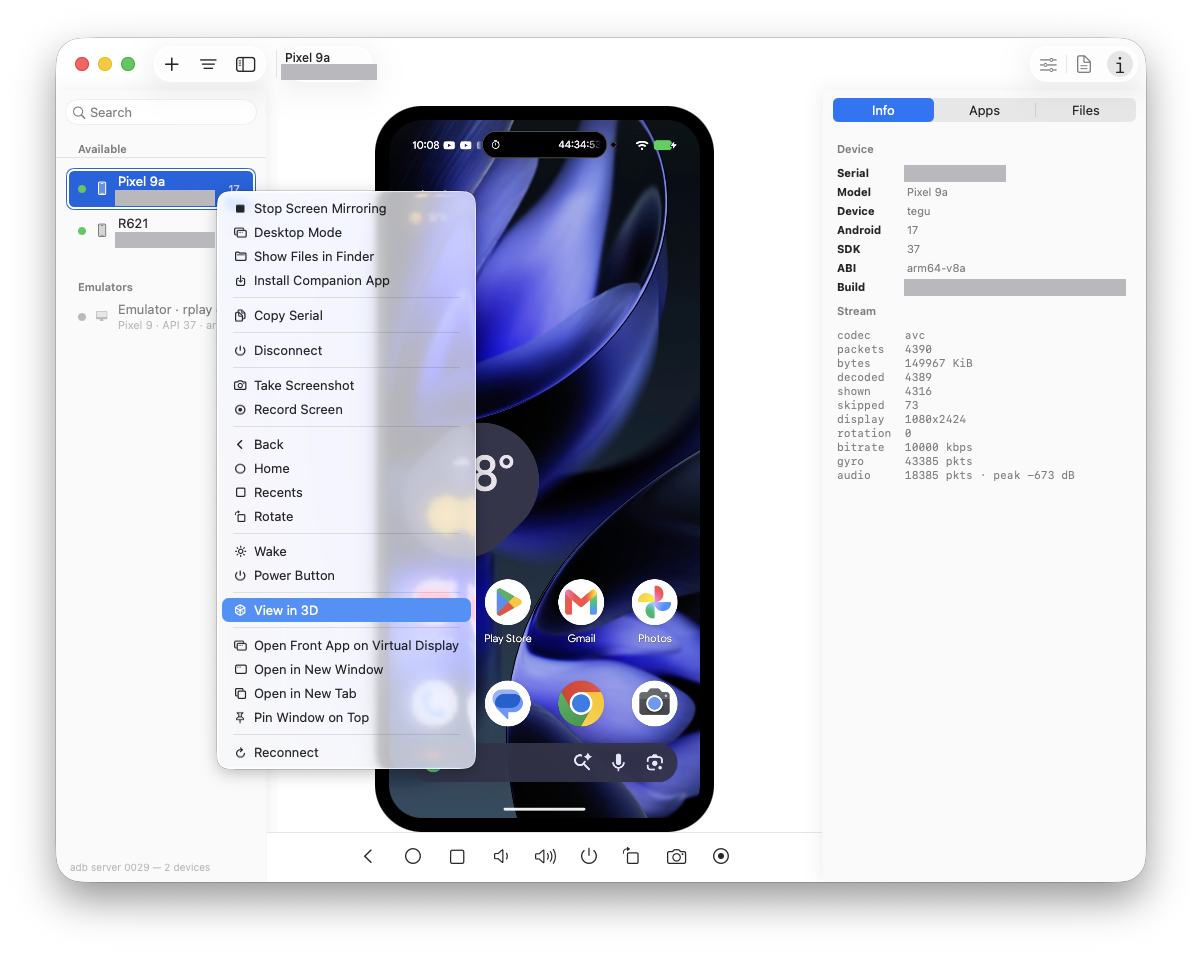 Pixel 9a
Search
Available
Pixel 9a
17
R621
Emulators
Emulator · rplay
Pixel 9 · API 37 · ar
adb server 0029 — 2 devices
Stop Screen Mirroring
Desktop Mode
Show Files in Finder
Install Companion App
Copy Serial
Disconnect
Take Screenshot
Record Screen
Back
Home
Recents
Rotate
Wake
Power Button
View in 3D
Open Front App on Virtual Display
Open in New Window
Open in New Tab
Pin Window on Top
Reconnect
10:08
44:34:53
8°
Play Store
Gmail
Photos
Info
Apps
Files
Device
Serial
Model Pixel 9a
Device tegu
Android 17
SDK 37
ABI arm64-v8a
Build
Stream
codec avc
packets 4390
bytes 149967 KiB
decoded 4389
shown 4316
skipped 73
display 1080x2424
rotation 0
bitrate 10000 kbps
gyro 43385 pkts
audio 18385 pkts · peak −673 dB